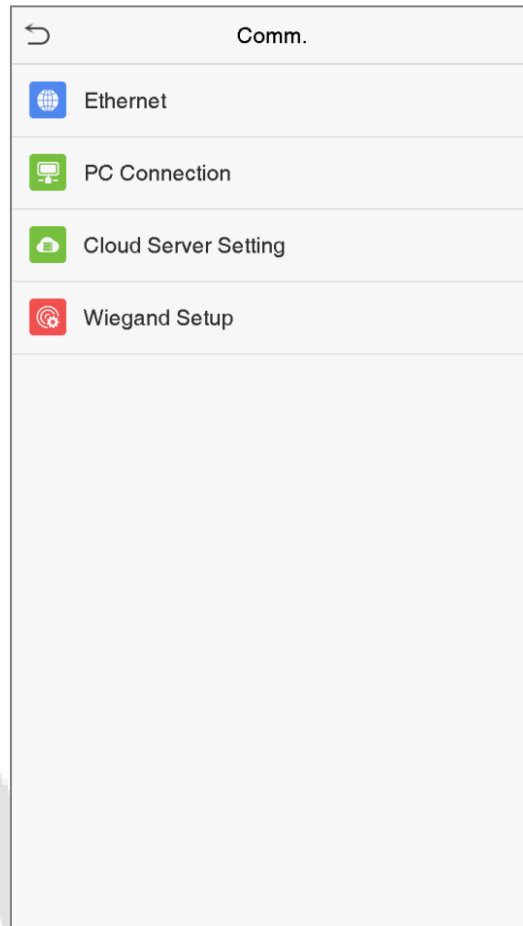 Comm.
Ethernet
PC Connection
Cloud Server Setting
Wiegand Setup